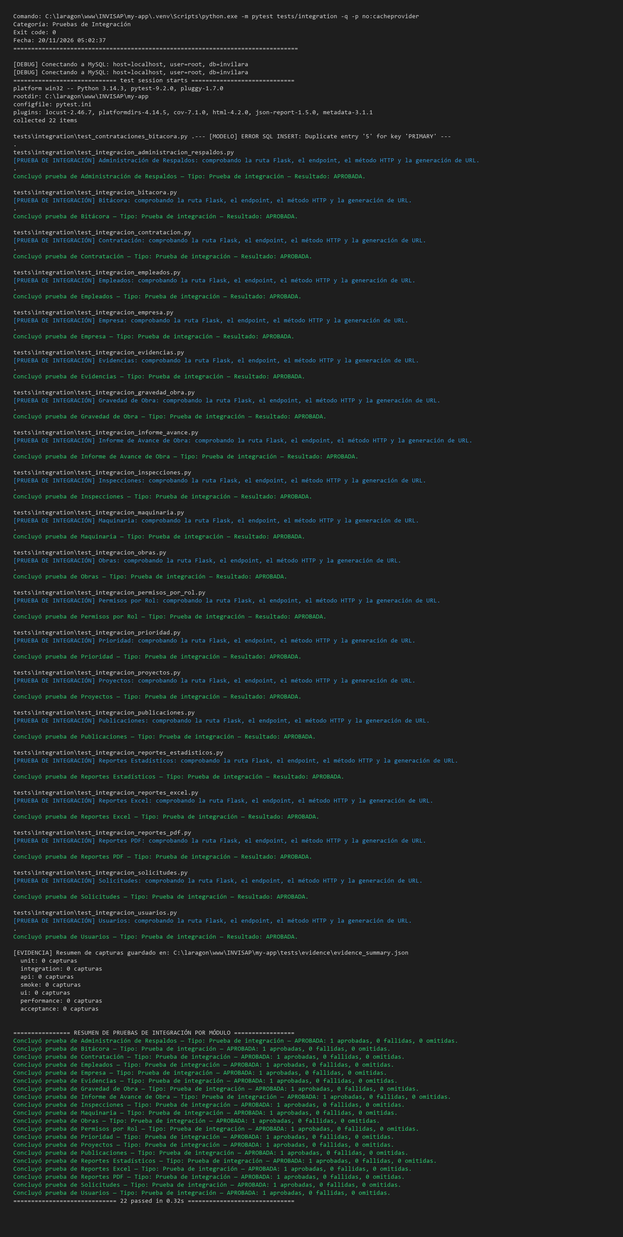 Comando: C:\laragon\www\INVISAP\my-app\.venv\Scripts\python.exe -m pytest tests/integration -q -p no:cacheprovider
Categoría: Pruebas de Integración
Exit code: 0
Fecha: 20/11/2026 05:02:37
================================================================================
[DEBUG] Conectando a MySQL: host=localhost, user=root, db=invilara
[DEBUG] Conectando a MySQL: host=localhost, user=root, db=invilara
============================= test session starts =============================
platform win32 -- Python 3.14.3, pytest-9.2.0, pluggy-1.7.0
rootdir: C:\laragon\www\INVISAP\my-app
configfile: pytest.ini
plugins: locust-2.46.7, platformdirs-4.14.5, cov-7.1.0, html-4.2.0, json-report-1.5.0, metadata-3.1.1
collected 22 items
tests\integration\test_contrataciones_bitacora.py .--- [MODELO] ERROR SQL INSERT: Duplicate entry '5' for key 'PRIMARY' ---
.
tests\integration\test_integracion_administracion_respaldos.py
[PRUEBA DE INTEGRACIÓN] Administración de Respaldos: comprobando la ruta Flask, el endpoint, el método HTTP y la generación de URL.
.
Concluyó prueba de Administración de Respaldos — Tipo: Prueba de integración — Resultado: APROBADA.
tests\integration\test_integracion_bitacora.py
[PRUEBA DE INTEGRACIÓN] Bitácora: comprobando la ruta Flask, el endpoint, el método HTTP y la generación de URL.
.
Concluyó prueba de Bitácora — Tipo: Prueba de integración — Resultado: APROBADA.
tests\integration\test_integracion_contratacion.py
[PRUEBA DE INTEGRACIÓN] Contratación: comprobando la ruta Flask, el endpoint, el método HTTP y la generación de URL.
.
Concluyó prueba de Contratación — Tipo: Prueba de integración — Resultado: APROBADA.
tests\integration\test_integracion_empleados.py
[PRUEBA DE INTEGRACIÓN] Empleados: comprobando la ruta Flask, el endpoint, el método HTTP y la generación de URL.
.
Concluyó prueba de Empleados — Tipo: Prueba de integración — Resultado: APROBADA.
tests\integration\test_integracion_empresa.py
[PRUEBA DE INTEGRACIÓN] Empresa: comprobando la ruta Flask, el endpoint, el método HTTP y la generación de URL.
.
Concluyó prueba de Empresa — Tipo: Prueba de integración — Resultado: APROBADA.
tests\integration\test_integracion_evidencias.py
[PRUEBA DE INTEGRACIÓN] Evidencias: comprobando la ruta Flask, el endpoint, el método HTTP y la generación de URL.
.
Concluyó prueba de Evidencias — Tipo: Prueba de integración — Resultado: APROBADA.
tests\integration\test_integracion_gravedad_obra.py
[PRUEBA DE INTEGRACIÓN] Gravedad de Obra: comprobando la ruta Flask, el endpoint, el método HTTP y la generación de URL.
.
Concluyó prueba de Gravedad de Obra — Tipo: Prueba de integración — Resultado: APROBADA.
tests\integration\test_integracion_informe_avance.py
[PRUEBA DE INTEGRACIÓN] Informe de Avance de Obra: comprobando la ruta Flask, el endpoint, el método HTTP y la generación de URL.
.
Concluyó prueba de Informe de Avance de Obra — Tipo: Prueba de integración — Resultado: APROBADA.
tests\integration\test_integracion_inspecciones.py
[PRUEBA DE INTEGRACIÓN] Inspecciones: comprobando la ruta Flask, el endpoint, el método HTTP y la generación de URL.
.
Concluyó prueba de Inspecciones — Tipo: Prueba de integración — Resultado: APROBADA.
tests\integration\test_integracion_maquinaria.py
[PRUEBA DE INTEGRACIÓN] Maquinaria: comprobando la ruta Flask, el endpoint, el método HTTP y la generación de URL.
.
Concluyó prueba de Maquinaria — Tipo: Prueba de integración — Resultado: APROBADA.
tests\integration\test_integracion_obras.py
[PRUEBA DE INTEGRACIÓN] Obras: comprobando la ruta Flask, el endpoint, el método HTTP y la generación de URL.
.
Concluyó prueba de Obras — Tipo: Prueba de integración — Resultado: APROBADA.
tests\integration\test_integracion_permisos_por_rol.py
[PRUEBA DE INTEGRACIÓN] Permisos por Rol: comprobando la ruta Flask, el endpoint, el método HTTP y la generación de URL.
.
Concluyó prueba de Permisos por Rol — Tipo: Prueba de integración — Resultado: APROBADA.
tests\integration\test_integracion_prioridad.py
[PRUEBA DE INTEGRACIÓN] Prioridad: comprobando la ruta Flask, el endpoint, el método HTTP y la generación de URL.
.
Concluyó prueba de Prioridad — Tipo: Prueba de integración — Resultado: APROBADA.
tests\integration\test_integracion_proyectos.py
[PRUEBA DE INTEGRACIÓN] Proyectos: comprobando la ruta Flask, el endpoint, el método HTTP y la generación de URL.
.
Concluyó prueba de Proyectos — Tipo: Prueba de integración — Resultado: APROBADA.
tests\integration\test_integracion_publicaciones.py
[PRUEBA DE INTEGRACIÓN] Publicaciones: comprobando la ruta Flask, el endpoint, el método HTTP y la generación de URL.
.
Concluyó prueba de Publicaciones — Tipo: Prueba de integración — Resultado: APROBADA.
tests\integration\test_integracion_reportes_estadisticos.py
[PRUEBA DE INTEGRACIÓN] Reportes Estadísticos: comprobando la ruta Flask, el endpoint, el método HTTP y la generación de URL.
.
Concluyó prueba de Reportes Estadísticos — Tipo: Prueba de integración — Resultado: APROBADA.
tests\integration\test_integracion_reportes_excel.py
[PRUEBA DE INTEGRACIÓN] Reportes Excel: comprobando la ruta Flask, el endpoint, el método HTTP y la generación de URL.
.
Concluyó prueba de Reportes Excel — Tipo: Prueba de integración — Resultado: APROBADA.
tests\integration\test_integracion_reportes_pdf.py
[PRUEBA DE INTEGRACIÓN] Reportes PDF: comprobando la ruta Flask, el endpoint, el método HTTP y la generación de URL.
.
Concluyó prueba de Reportes PDF — Tipo: Prueba de integración — Resultado: APROBADA.
tests\integration\test_integracion_solicitudes.py
[PRUEBA DE INTEGRACIÓN] Solicitudes: comprobando la ruta Flask, el endpoint, el método HTTP y la generación de URL.
.
Concluyó prueba de Solicitudes — Tipo: Prueba de integración — Resultado: APROBADA.
tests\integration\test_integracion_usuarios.py
[PRUEBA DE INTEGRACIÓN] Usuarios: comprobando la ruta Flask, el endpoint, el método HTTP y la generación de URL.
.
Concluyó prueba de Usuarios — Tipo: Prueba de integración — Resultado: APROBADA.
[EVIDENCIA] Resumen de capturas guardado en: C:\laragon\www\INVISAP\my-app\tests\evidence\evidence_summary.json
unit: 0 capturas
integration: 0 capturas
api: 0 capturas
smoke: 0 capturas
ui: 0 capturas
performance: 0 capturas
acceptance: 0 capturas
================ RESUMEN DE PRUEBAS DE INTEGRACIÓN POR MÓDULO =================
Concluyó prueba de Administración de Respaldos — Tipo: Prueba de integración — APROBADA: 1 aprobadas, 0 fallidas, 0 omitidas.
Concluyó prueba de Bitácora — Tipo: Prueba de integración — APROBADA: 1 aprobadas, 0 fallidas, 0 omitidas.
Concluyó prueba de Contratación — Tipo: Prueba de integración — APROBADA: 1 aprobadas, 0 fallidas, 0 omitidas.
Concluyó prueba de Empleados — Tipo: Prueba de integración — APROBADA: 1 aprobadas, 0 fallidas, 0 omitidas.
Concluyó prueba de Empresa — Tipo: Prueba de integración — APROBADA: 1 aprobadas, 0 fallidas, 0 omitidas.
Concluyó prueba de Evidencias — Tipo: Prueba de integración — APROBADA: 1 aprobadas, 0 fallidas, 0 omitidas.
Concluyó prueba de Gravedad de Obra — Tipo: Prueba de integración — APROBADA: 1 aprobadas, 0 fallidas, 0 omitidas.
Concluyó prueba de Informe de Avance de Obra — Tipo: Prueba de integración — APROBADA: 1 aprobadas, 0 fallidas, 0 omitidas.
Concluyó prueba de Inspecciones — Tipo: Prueba de integración — APROBADA: 1 aprobadas, 0 fallidas, 0 omitidas.
Concluyó prueba de Maquinaria — Tipo: Prueba de integración — APROBADA: 1 aprobadas, 0 fallidas, 0 omitidas.
Concluyó prueba de Obras — Tipo: Prueba de integración — APROBADA: 1 aprobadas, 0 fallidas, 0 omitidas.
Concluyó prueba de Permisos por Rol — Tipo: Prueba de integración — APROBADA: 1 aprobadas, 0 fallidas, 0 omitidas.
Concluyó prueba de Prioridad — Tipo: Prueba de integración — APROBADA: 1 aprobadas, 0 fallidas, 0 omitidas.
Concluyó prueba de Proyectos — Tipo: Prueba de integración — APROBADA: 1 aprobadas, 0 fallidas, 0 omitidas.
Concluyó prueba de Publicaciones — Tipo: Prueba de integración — APROBADA: 1 aprobadas, 0 fallidas, 0 omitidas.
Concluyó prueba de Reportes Estadísticos — Tipo: Prueba de integración — APROBADA: 1 aprobadas, 0 fallidas, 0 omitidas.
Concluyó prueba de Reportes Excel — Tipo: Prueba de integración — APROBADA: 1 aprobadas, 0 fallidas, 0 omitidas.
Concluyó prueba de Reportes PDF — Tipo: Prueba de integración — APROBADA: 1 aprobadas, 0 fallidas, 0 omitidas.
Concluyó prueba de Solicitudes — Tipo: Prueba de integración — APROBADA: 1 aprobadas, 0 fallidas, 0 omitidas.
Concluyó prueba de Usuarios — Tipo: Prueba de integración — APROBADA: 1 aprobadas, 0 fallidas, 0 omitidas.
============================= 22 passed in 0.32s ==============================